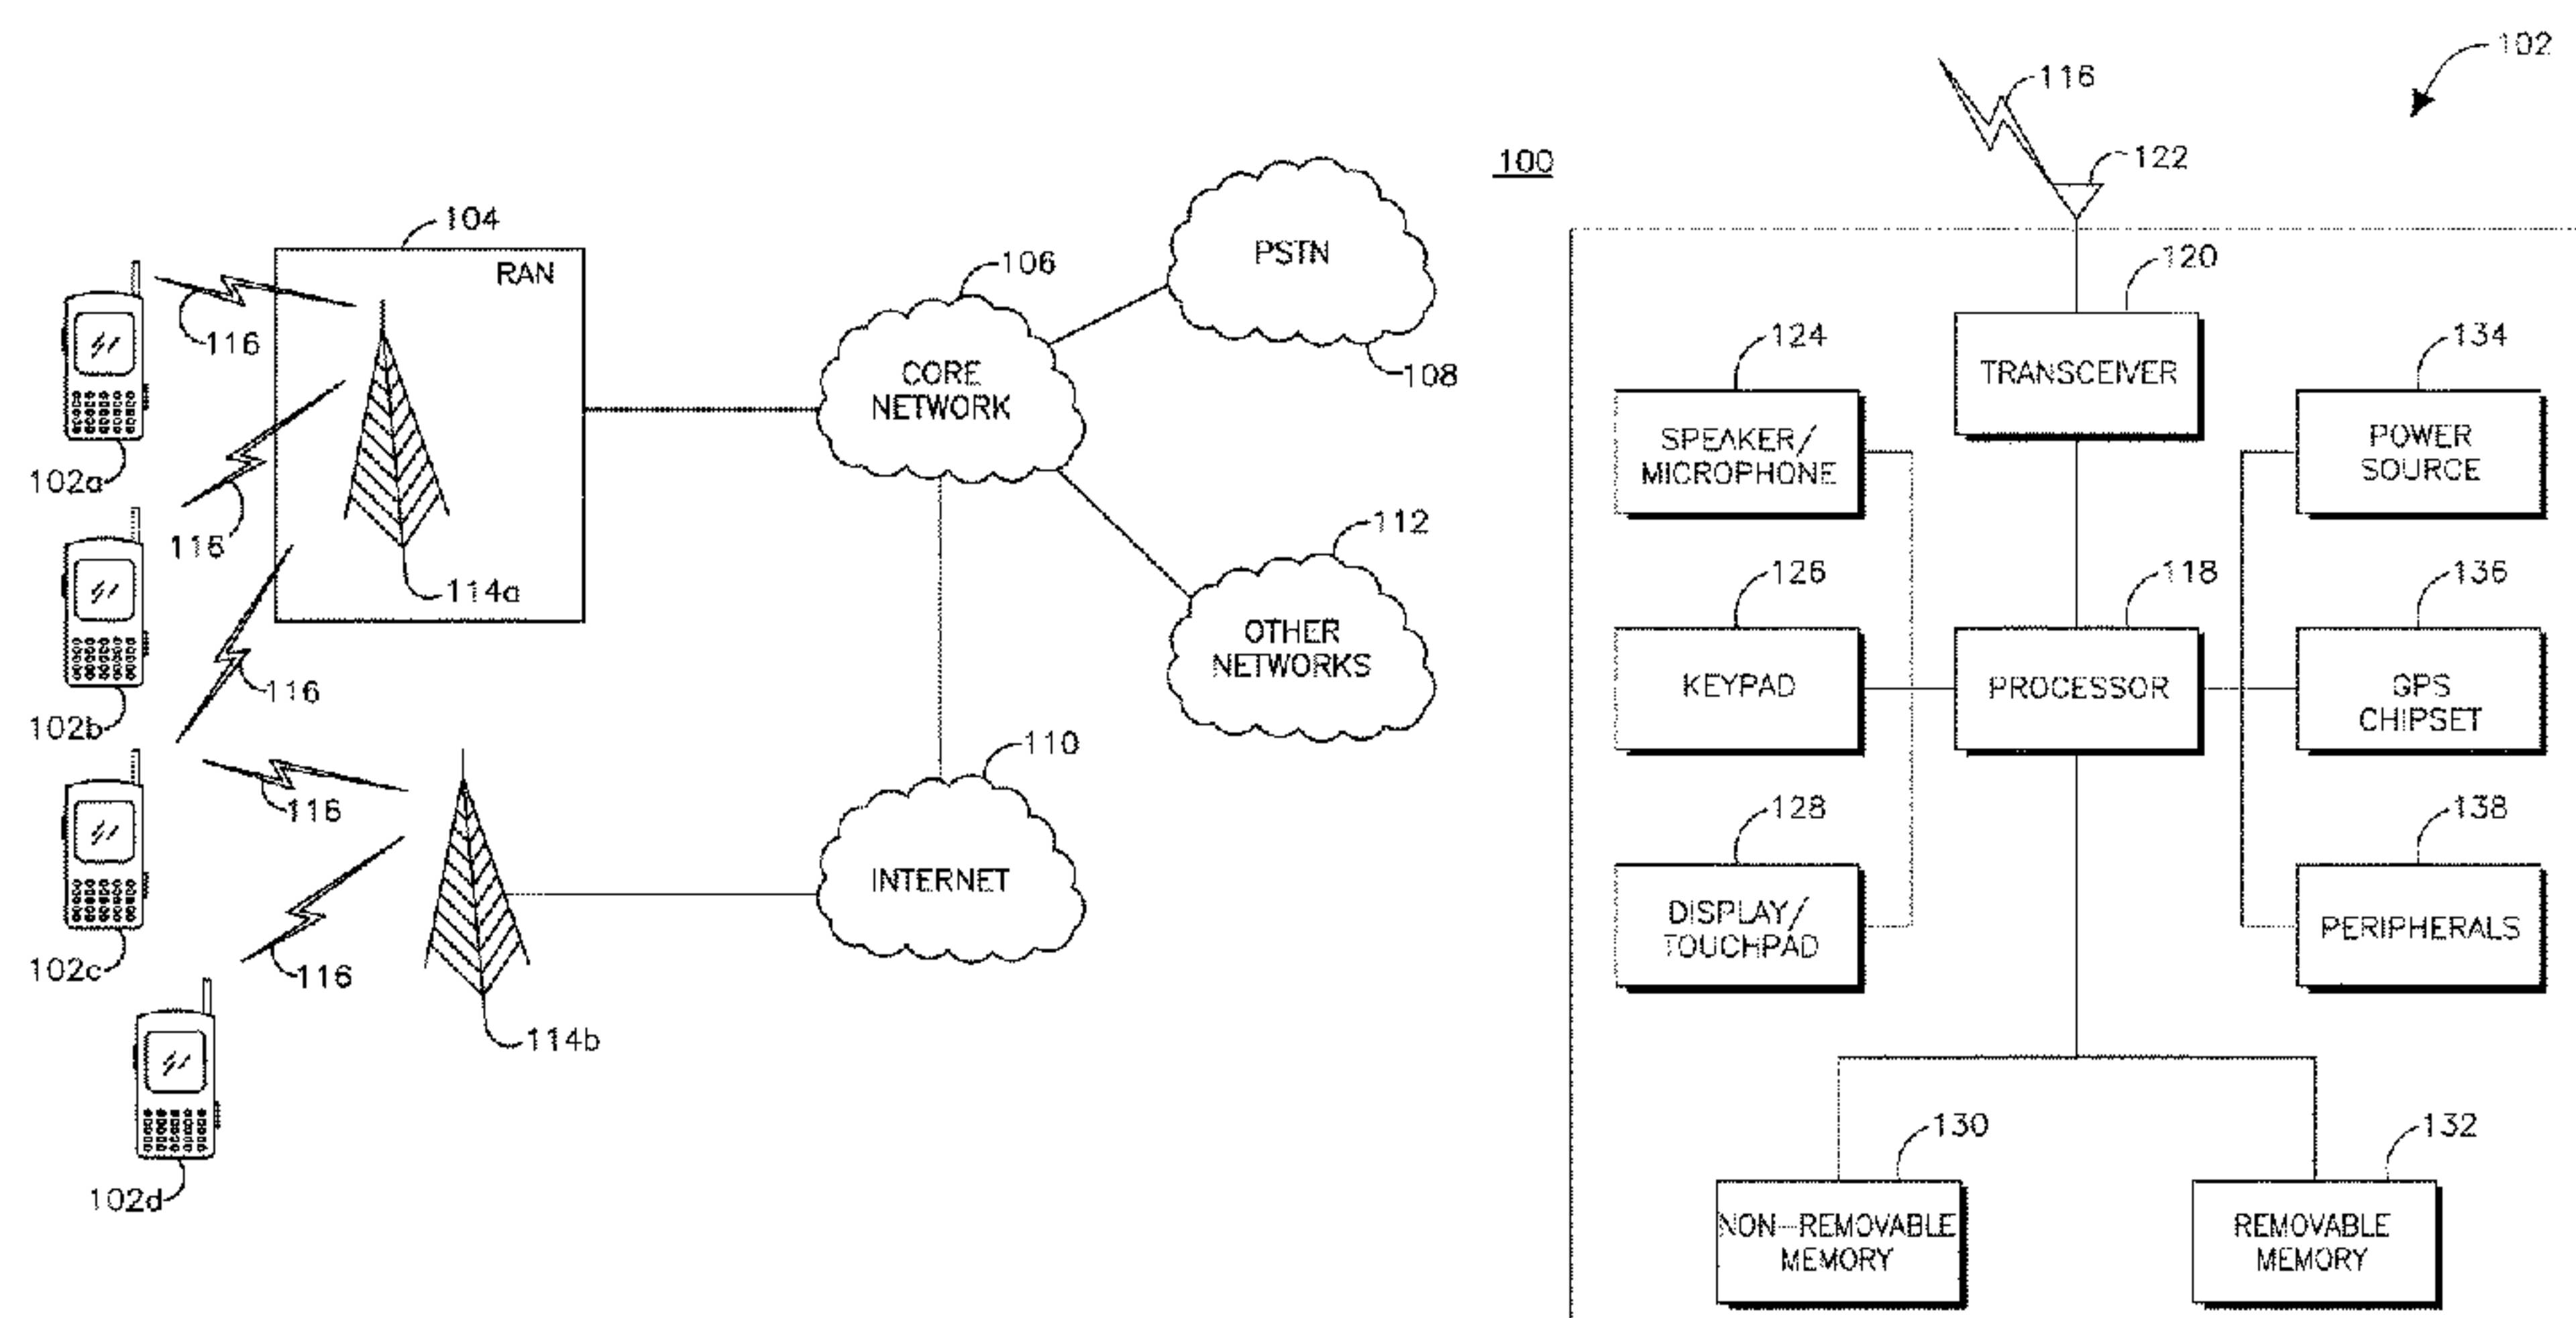 100
104
RAN
116
102a
116
102b
114a
116
106
CORE
NETWORK
PSTN
108
112
OTHER
NETWORKS
110
INTERNET
116
102c
116
114b
102d
102
116
122
120
TRANSCEIVER
124
SPEAKER/
MICROPHONE
134
POWER
SOURCE
126
KEYPAD
118
PROCESSOR
136
GPS
CHIPSET
128
DISPLAY/
TOUCHPAD
138
PERIPHERALS
130
NON-REMOVABLE
MEMORY
132
REMOVABLE
MEMORY